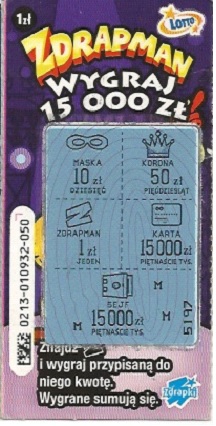 1zł
LOTTO
ZDRAPMAN
WYGRAJ
15 000 ZŁ
MASKA
10 zł
DZIESIĘĆ
KORONA
50 zł
PIĘĆDZIESIĄT
ZDRAPMAN
1 zł
JEDEN
KARTA
15000 zł
PIĘTNAŚCIE TYS.
SEJF
15000 zł
PIĘTNAŚCIE TYS.
M
M
M
5197
0213-010932-050
Znajdź
i wygraj przypisaną do
niego kwotę.
Wygrane sumują się.
zdrapki